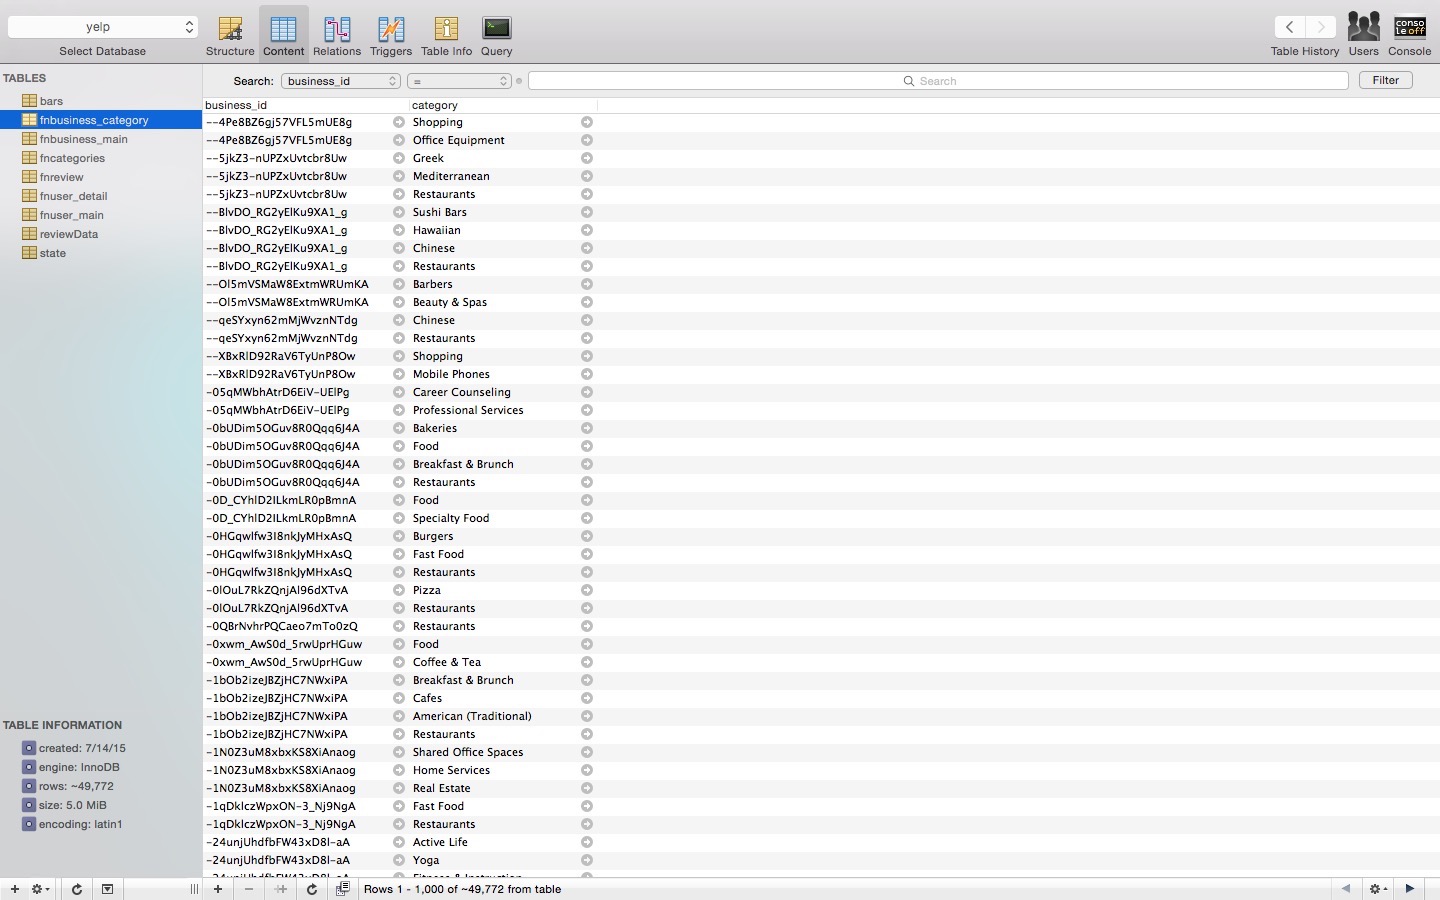 yelp
Select Database
Structure Content Relations Triggers Table Info Query
Table History Users Console
conso
le off
TABLES
bars
fnbusiness_category
fnbusiness_main
fncategories
fnreview
fnuser_detail
fnuser_main
reviewData
state
TABLE INFORMATION
created: 7/14/15
engine: InnoDB
rows: ~49,772
size: 5.0 MiB
encoding: latin1
Search: business_id = Search Filter
business_id category
--4Pe8BZ6gj57VFL5mUE8g Shopping
--4Pe8BZ6gj57VFL5mUE8g Office Equipment
--5jkZ3-nUPZxUvtcbr8Uw Greek
--5jkZ3-nUPZxUvtcbr8Uw Mediterranean
--5jkZ3-nUPZxUvtcbr8Uw Restaurants
--BlvDO_RG2yElKu9XA1_g Sushi Bars
--BlvDO_RG2yElKu9XA1_g Hawaiian
--BlvDO_RG2yElKu9XA1_g Chinese
--BlvDO_RG2yElKu9XA1_g Restaurants
--Ol5mVSMaW8ExtmWRUmKA Barbers
--Ol5mVSMaW8ExtmWRUmKA Beauty & Spas
--qeSYxyn62mMjWvznNTdg Chinese
--qeSYxyn62mMjWvznNTdg Restaurants
--XBxRlD92RaV6TyUnP8Ow Shopping
--XBxRlD92RaV6TyUnP8Ow Mobile Phones
-05qMWbhAtrD6EiV-UElPg Career Counseling
-05qMWbhAtrD6EiV-UElPg Professional Services
-0bUDim5OGuv8R0Qqq6J4A Bakeries
-0bUDim5OGuv8R0Qqq6J4A Food
-0bUDim5OGuv8R0Qqq6J4A Breakfast & Brunch
-0bUDim5OGuv8R0Qqq6J4A Restaurants
-0D_CYhlD2ILkmLR0pBmnA Food
-0D_CYhlD2ILkmLR0pBmnA Specialty Food
-0HGqwlfw3I8nkJyMHxAsQ Burgers
-0HGqwlfw3I8nkJyMHxAsQ Fast Food
-0HGqwlfw3I8nkJyMHxAsQ Restaurants
-0lOuL7RkZQnjAl96dXTvA Pizza
-0lOuL7RkZQnjAl96dXTvA Restaurants
-0QBrNvhrPQCaeo7mTo0zQ Restaurants
-0xwm_AwS0d_5rwUprHGuw Food
-0xwm_AwS0d_5rwUprHGuw Coffee & Tea
-1bOb2izeJBZjHC7NWxiPA Breakfast & Brunch
-1bOb2izeJBZjHC7NWxiPA Cafes
-1bOb2izeJBZjHC7NWxiPA American (Traditional)
-1bOb2izeJBZjHC7NWxiPA Restaurants
-1N0Z3uM8xbxKS8XiAnaog Shared Office Spaces
-1N0Z3uM8xbxKS8XiAnaog Home Services
-1N0Z3uM8xbxKS8XiAnaog Real Estate
-1qDklczWpxON-3_Nj9NgA Fast Food
-1qDklczWpxON-3_Nj9NgA Restaurants
-24unjUhdfbFW43xD8l-aA Active Life
-24unjUhdfbFW43xD8l-aA Yoga
Rows 1 - 1,000 of ~49,772 from table